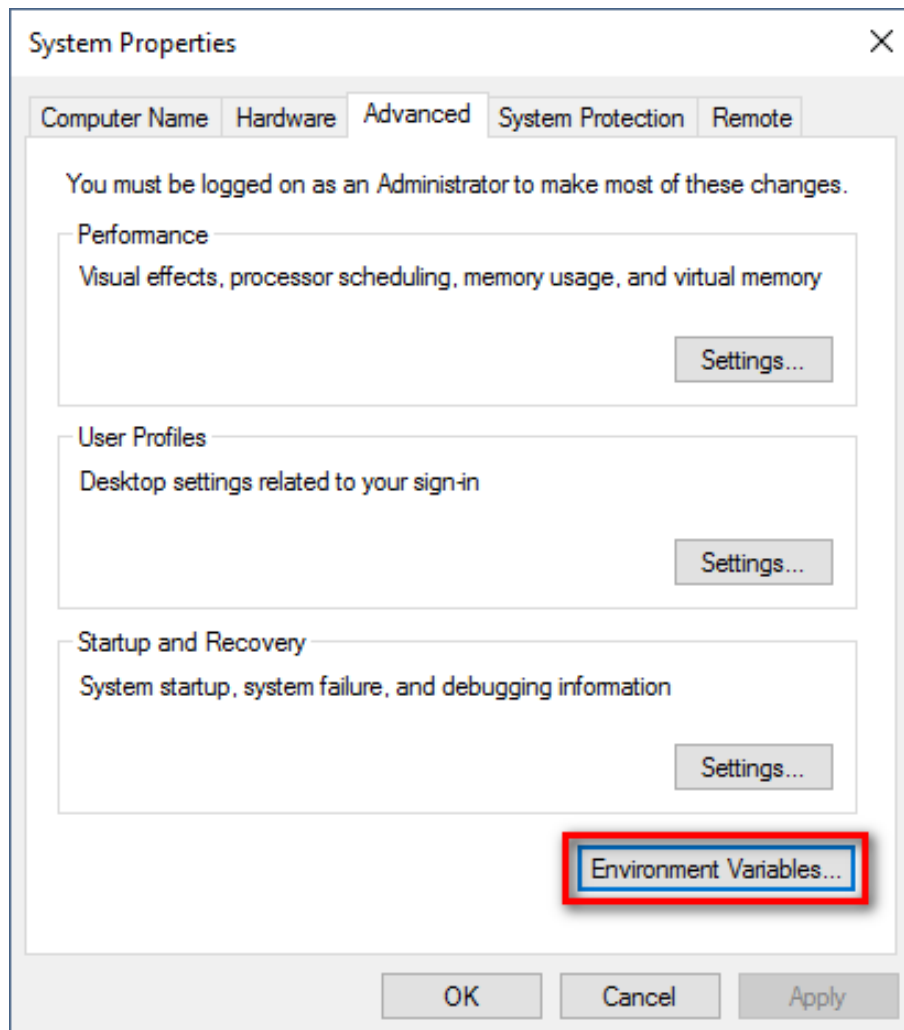 System Properties
Computer Name Hardware Advanced System Protection Remote
You must be logged on as an Administrator to make most of these changes.
Performance
Visual effects, processor scheduling, memory usage, and virtual memory
Settings...
User Profiles
Desktop settings related to your sign-in
Settings...
Startup and Recovery
System startup, system failure, and debugging information
Settings...
Environment Variables...
OK Cancel Apply